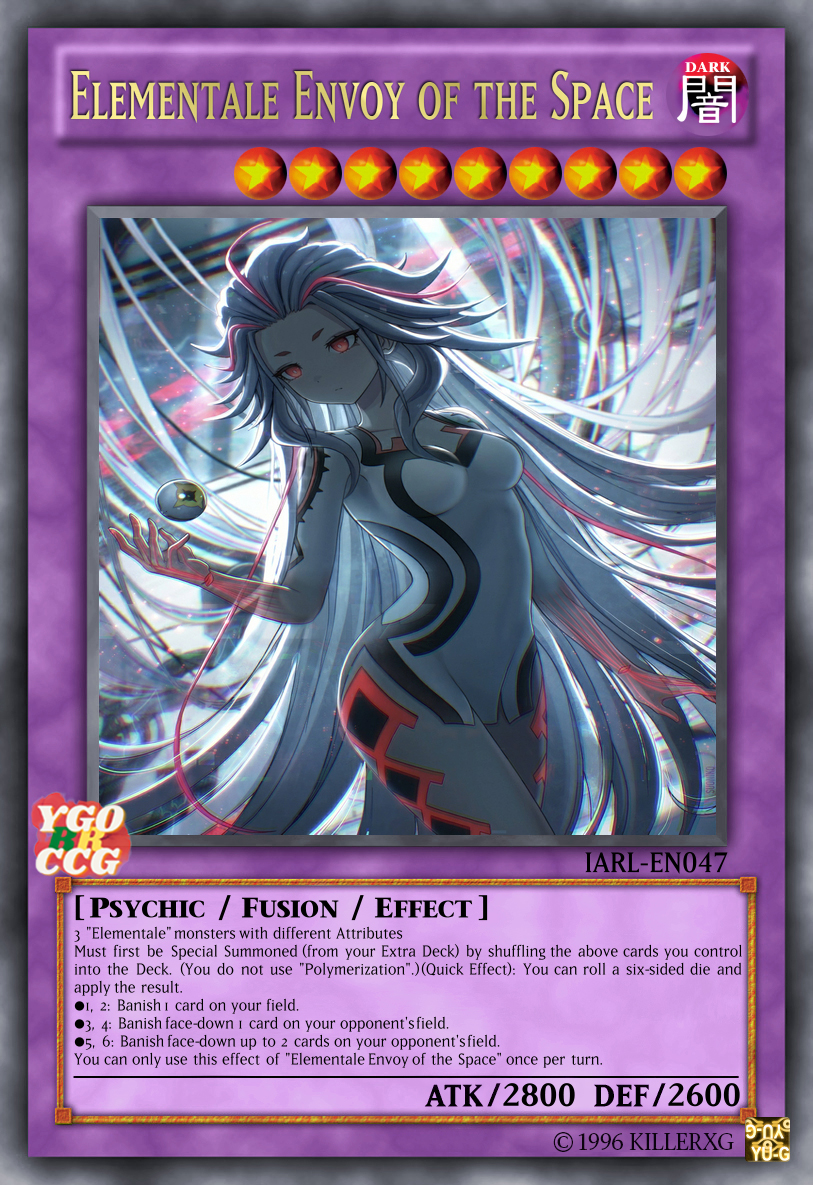 Elementale Envoy of the Space
DARK
闇
IARL-EN047
YGO
RR
CCG
[ Psychic / Fusion / Effect ]
3 "Elementale" monsters with different Attributes
Must first be Special Summoned (from your Extra Deck) by shuffling the above cards you control
into the Deck. (You do not use "Polymerization".)(Quick Effect): You can roll a six-sided die and
apply the result.
●1, 2: Banish 1 card on your field.
●3, 4: Banish face-down 1 card on your opponent's field.
●5, 6: Banish face-down up to 2 cards on your opponent's field.
You can only use this effect of "Elementale Envoy of the Space" once per turn.
ATK/2800 DEF/2600
© 1996 KILLERXG